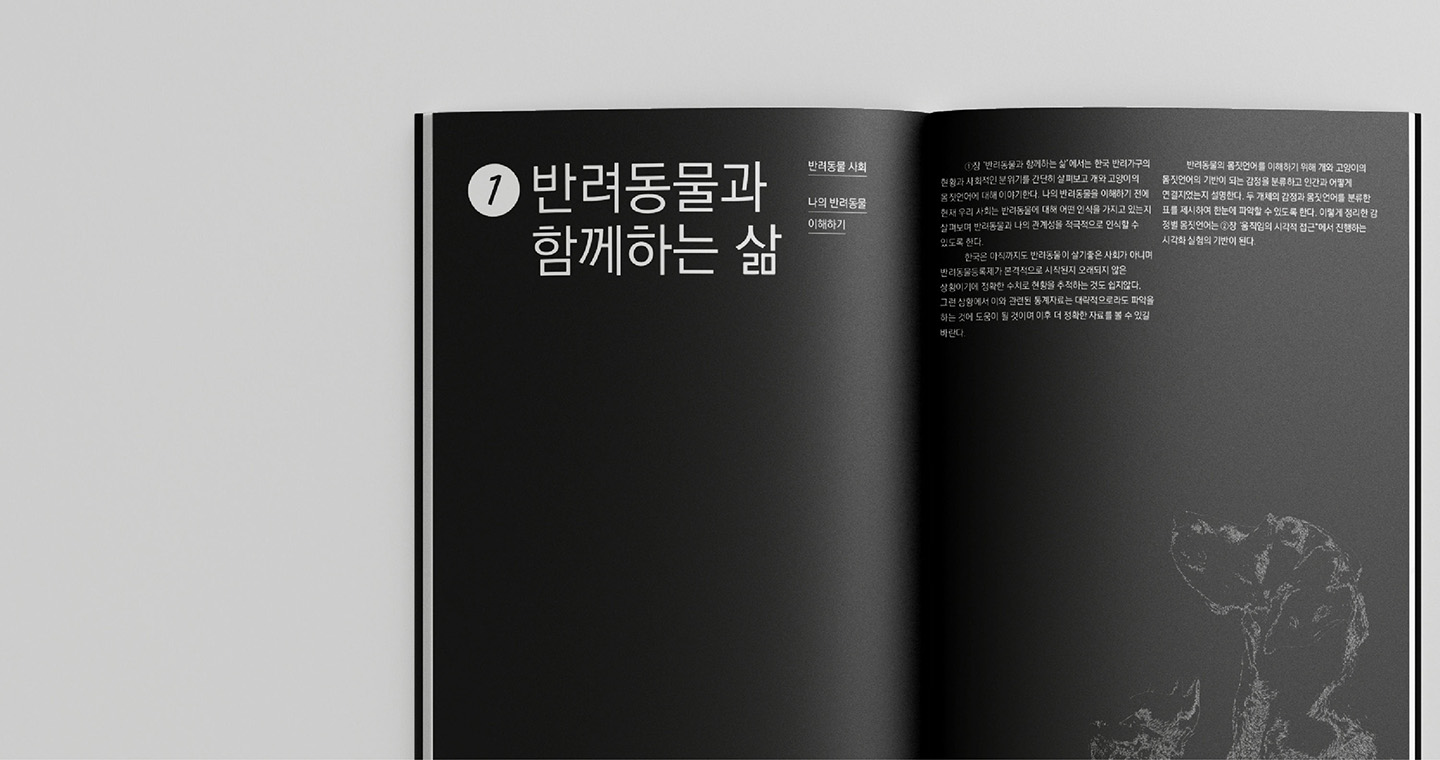 1 반려동물과
함께하는 삶
반려동물 사회
나의 반려동물
이해하기
①장 "반려동물과 함께하는 삶"에서는 한국 반려가구의
현황과 사회적인 분위기를 간단히 살펴보고 개와 고양이의
몸짓언어에 대해 이야기한다. 나의 반려동물을 이해하기 전에
현재 우리 사회는 반려동물에 대해 어떤 인식을 가지고 있는지
살펴보며 반려동물과 나의 관계성을 적극적으로 인식할 수
있도록 한다.
한국은 아직까지도 반려동물이 살기좋은 사회가 아니며
반려동물등록제가 본격적으로 시작된지 오래되지 않은
상황이기에 정확한 수치로 현황을 추적하는 것도 쉽지않다.
그런 상황에서 이와 관련된 통계자료는 대략적으로라도 파악을
하는 것에 도움이 될 것이며 이후 더 정확한 자료를 볼 수 있길
바란다.
반려동물의 몸짓언어를 이해하기 위해 개와 고양이의
몸짓언어의 기반이 되는 감정을 분류하고 인간과 어떻게
연결지었는지 설명한다. 두 개체의 감정과 몸짓언어를 분류한
표를 제시하여 한눈에 파악할 수 있도록 한다. 이렇게 정리한 감
정별 몸짓언어는 ②장 "움직임의 시각적 접근"에서 진행하는
시각화 실험의 기반이 된다.